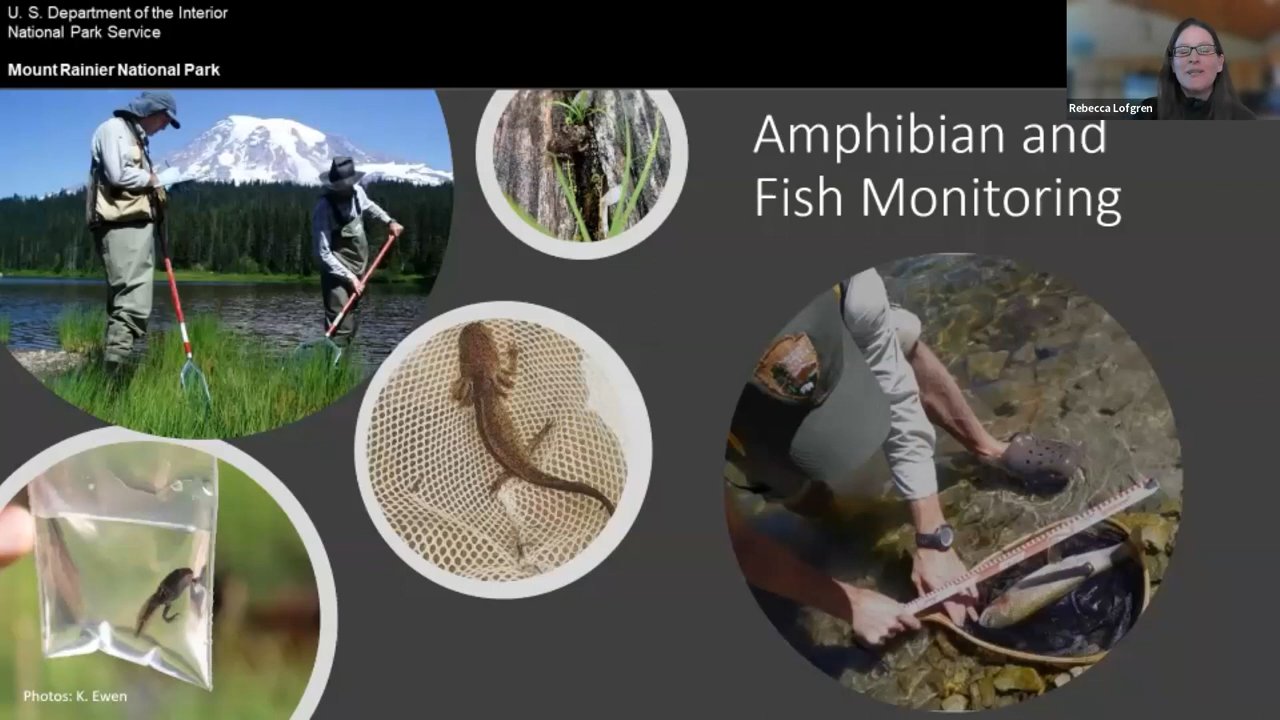 U. S. Department of the Interior
National Park Service
Mount Rainier National Park
Rebecca Lofgren
Amphibian and
Fish Monitoring
Photos: K. Ewen